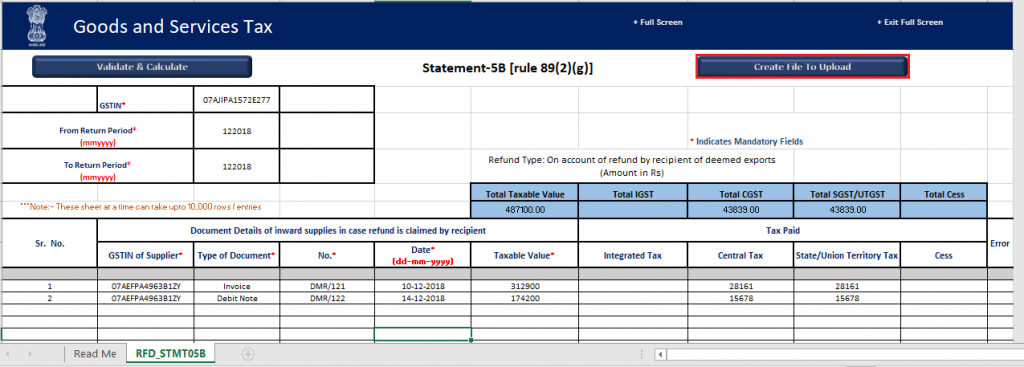 Goods and Services Tax
+ Full Screen
+ Exit Full Screen
Validate & Calculate
Statement-5B [rule 89(2)(g)]
Create File To Upload
GSTIN* 07AJIPA1572E277
From Return Period* (mmyyyy) 122018
* Indicates Mandatory Fields
To Return Period* (mmyyyy) 122018
Refund Type: On account of refund by recipient of deemed exports
(Amount in Rs)
Total Taxable Value Total IGST Total CGST Total SGST/UTGST Total Cess
***Note:- These sheet at a time can take upto 10,000 rows / entries
487100.00 43839.00 43839.00
Sr. No. Document Details of inward supplies in case refund is claimed by recipient Tax Paid Error
GSTIN of Supplier* Type of Document* No.* Date* (dd-mm-yyyy) Taxable Value* Integrated Tax Central Tax State/Union Territory Tax Cess
1 07AEFPA4963B1ZY Invoice DMR/121 10-12-2018 312900 28161 28161
2 07AEFPA4963B1ZY Debit Note DMR/122 14-12-2018 174200 15678 15678
Read Me RFD_STMT05B